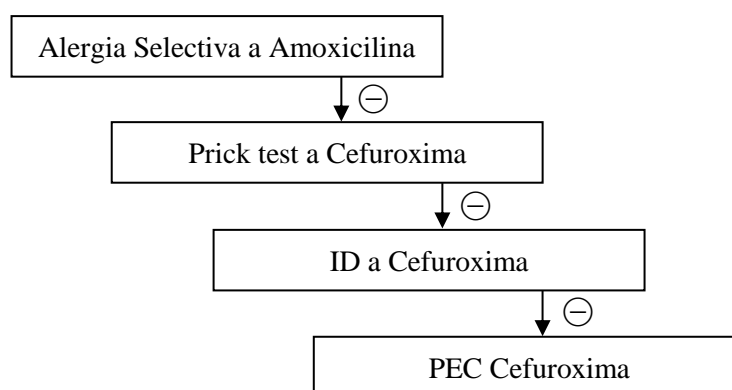 Alergia Selectiva a Amoxicilina
Prick test a Cefuroxima
ID a Cefuroxima
PEC Cefuroxima